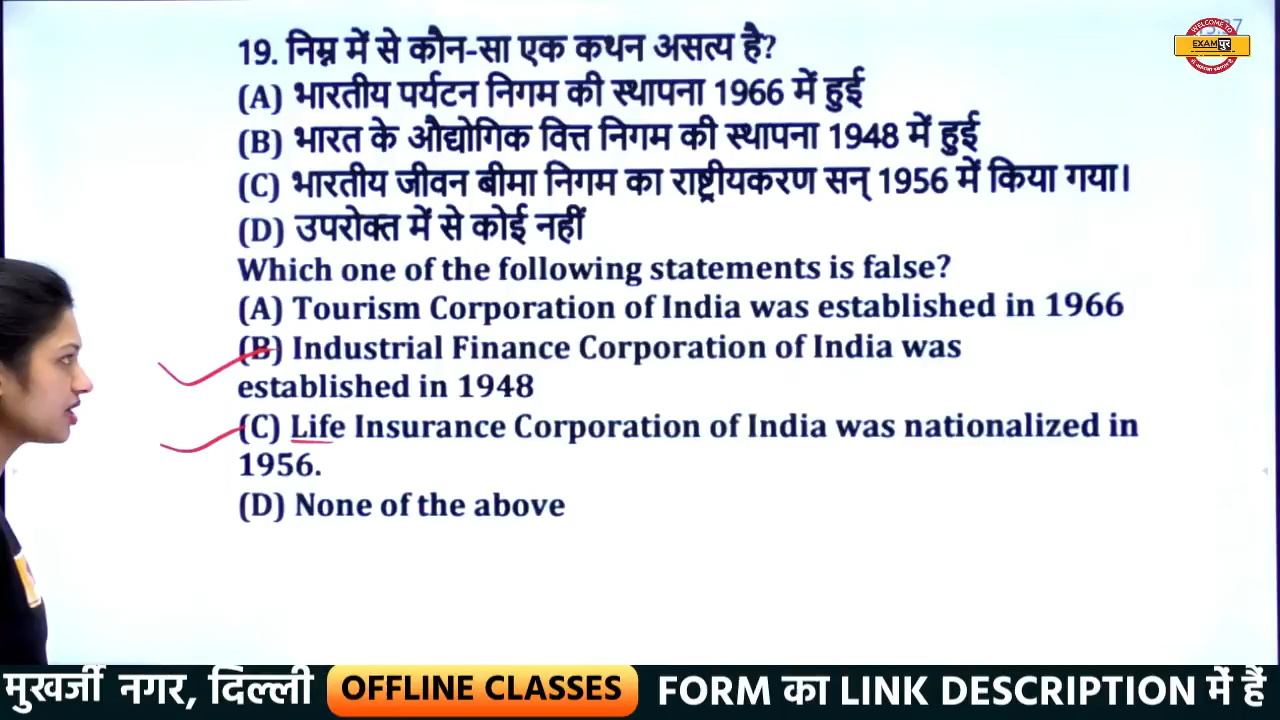 19. निम्न में से कौन-सा एक कथन असत्य है?
(A) भारतीय पर्यटन निगम की स्थापना 1966 में हुई
(B) भारत के औद्योगिक वित्त निगम की स्थापना 1948 में हुई
(C) भारतीय जीवन बीमा निगम का राष्ट्रीयकरण सन् 1956 में किया गया।
(D) उपरोक्त में से कोई नहीं
Which one of the following statements is false?
(A) Tourism Corporation of India was established in 1966
(B) Industrial Finance Corporation of India was
established in 1948
(C) Life Insurance Corporation of India was nationalized in
1956.
(D) None of the above
WELCOME TO
EXAMपुर
मुखर्जी नगर, दिल्ली OFFLINE CLASSES FORM का LINK DESCRIPTION में हैं